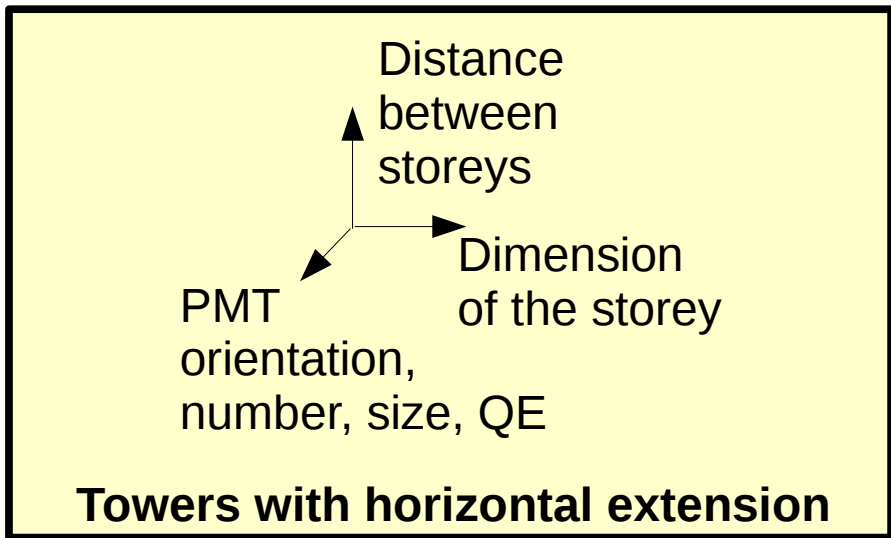 Distance
between
storeys
Dimension
of the storey
PMT
orientation,
number, size, QE
Towers with horizontal extension